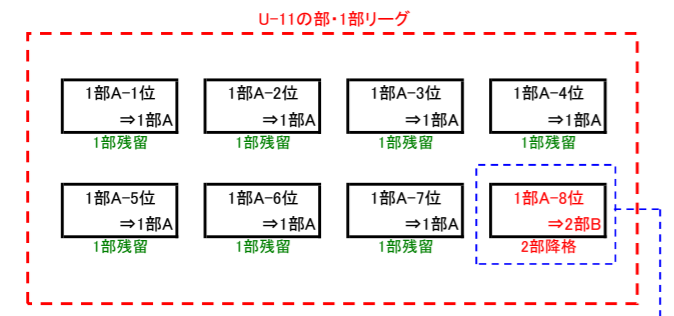 U-11の部・1部リーグ
1部A-1位 1部A-2位 1部A-3位 1部A-4位
⇒1部A ⇒1部A ⇒1部A ⇒1部A
1部残留 1部残留 1部残留 1部残留
1部A-5位 1部A-6位 1部A-7位 1部A-8位
⇒1部A ⇒1部A ⇒1部A ⇒2部B
1部残留 1部残留 1部残留 2部降格